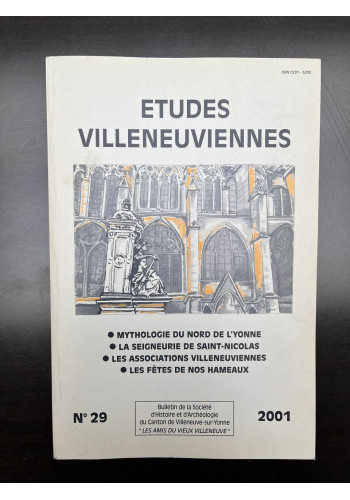 ETUDES
VILLENEUVIENNES
● MYTHOLOGIE DU NORD DE L'YONNE
● LA SEIGNEURIE DE SAINT-NICOLAS
● LES ASSOCIATIONS VILLENEUVIENNES
● LES FÊTES DE NOS HAMEAUX
N° 29
Bulletin de la Société
d'Histoire et d'Archéologie
du Canton de Villeneuve-sur-Yonne
"LES AMIS DU VIEUX VILLENEUVE"
2001